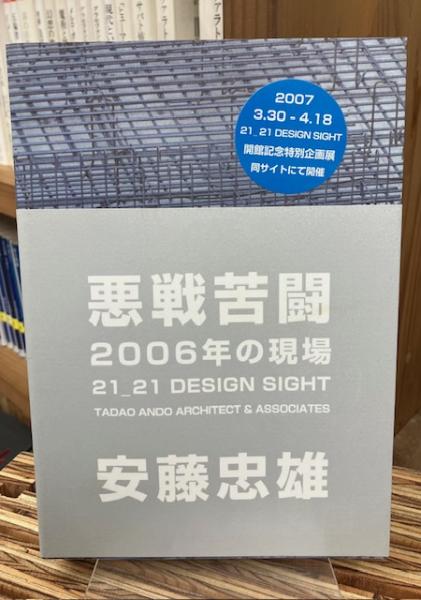 2007
3.30 - 4.18
21_21 DESIGN SIGHT
開館記念特別企画展
同サイトにて開催
悪戦苦闘
2006年の現場
21_21 DESIGN SIGHT
TADAO ANDO ARCHITECT & ASSOCIATES
安藤忠雄